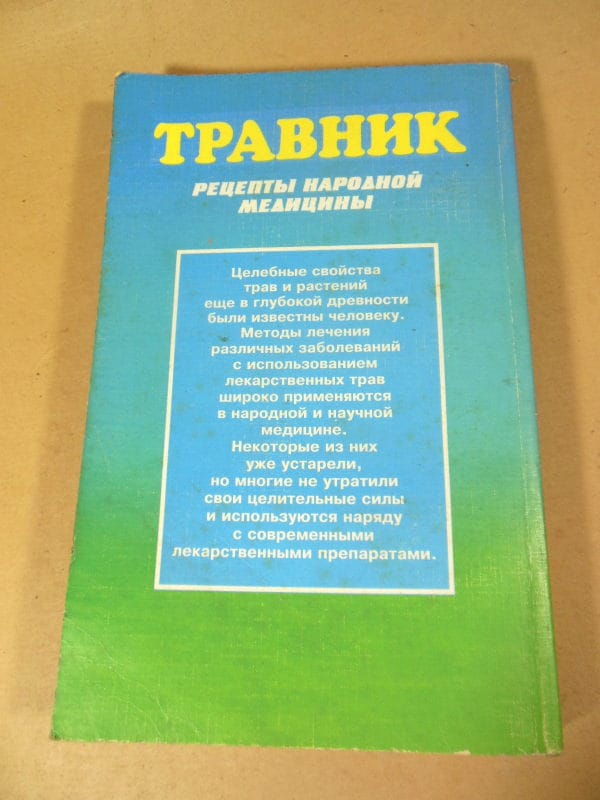 ТРАВНИК
РЕЦЕПТЫ НАРОДНОЙ
МЕДИЦИНЫ
Целебные свойства
трав и растений
еще в глубокой древности
были известны человеку.
Методы лечения
различных заболеваний
с использованием
лекарственных трав
широко применяются
в народной и научной
медицине.
Некоторые из них
уже устарели,
но многие не утратили
свои целительные силы
и используются наряду
с современными
лекарственными препаратами.